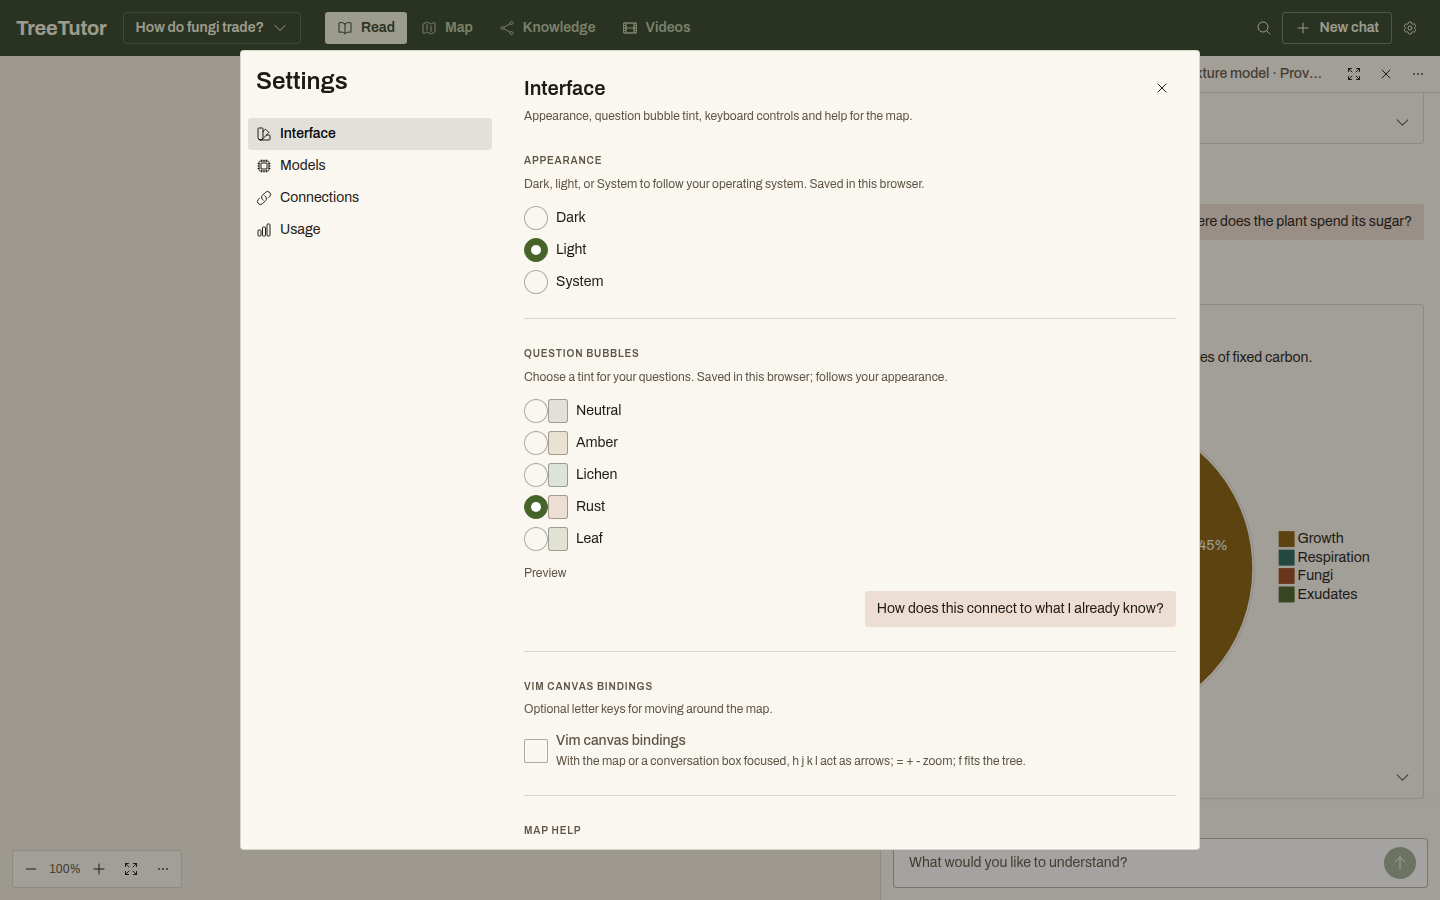 TreeTutor
How do fungi trade?
Read
Map
Knowledge
Videos
New chat
Settings
Interface
Models
Connections
Usage
Interface
Appearance, question bubble tint, keyboard controls and help for the map.
APPEARANCE
Dark, light, or System to follow your operating system. Saved in this browser.
Dark
Light
System
QUESTION BUBBLES
Choose a tint for your questions. Saved in this browser; follows your appearance.
Neutral
Amber
Lichen
Rust
Leaf
Preview
How does this connect to what I already know?
VIM CANVAS BINDINGS
Optional letter keys for moving around the map.
Vim canvas bindings
With the map or a conversation box focused, h j k l act as arrows; = + - zoom; f fits the tree.
MAP HELP
model · Prov...
does the plant spend its sugar?
of fixed carbon.
45%
Growth
Respiration
Fungi
Exudates
100%
What would you like to understand?